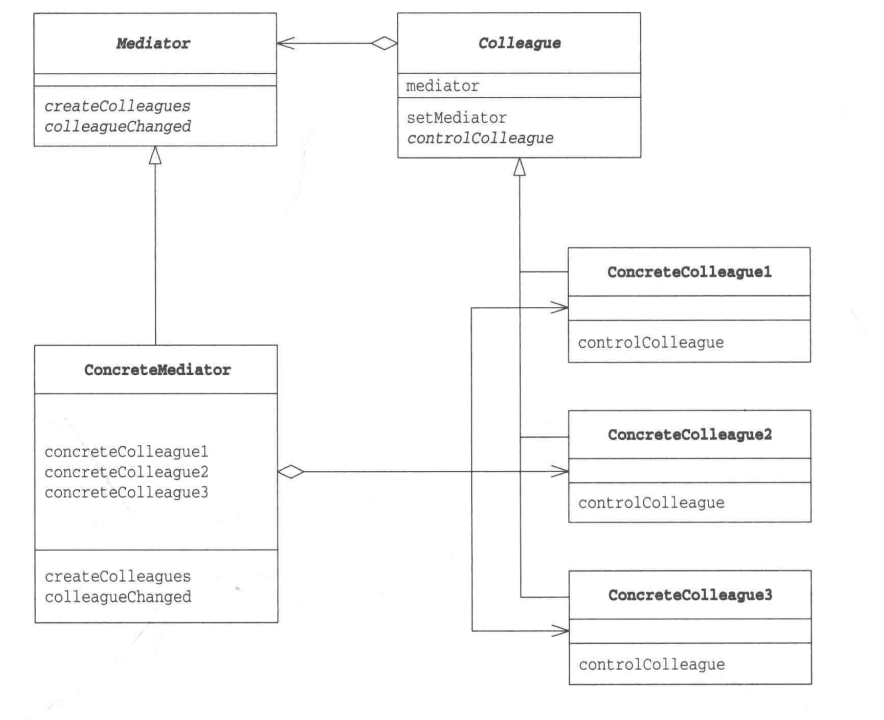 Mediator
createColleagues
colleagueChanged
Colleague
mediator
setMediator
controlColleague
ConcreteColleague1
controlColleague
ConcreteMediator
concreteColleague1
concreteColleague2
concreteColleague3
createColleagues
colleagueChanged
ConcreteColleague2
controlColleague
ConcreteColleague3
controlColleague